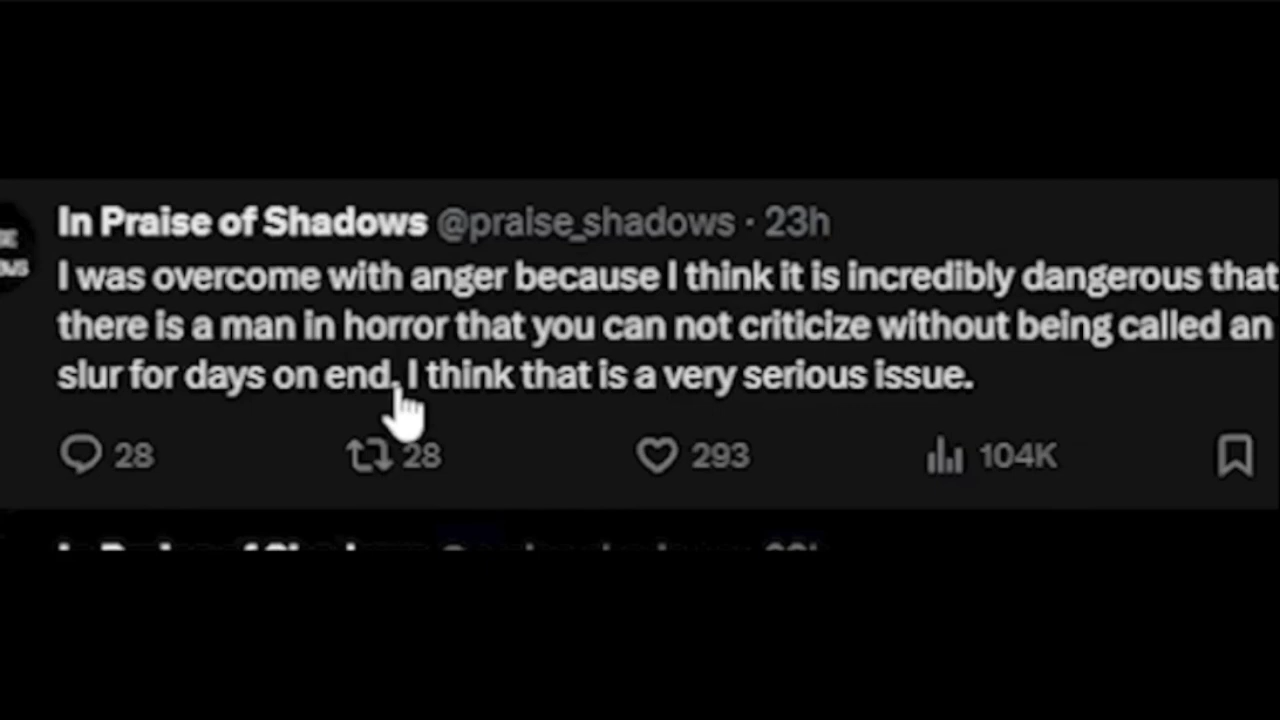 In Praise of Shadows @praise_shadows · 23h
I was overcome with anger because I think it is incredibly dangerous that
there is a man in horror that you can not criticize without being called an
slur for days on end. I think that is a very serious issue.
28 28 293 104K